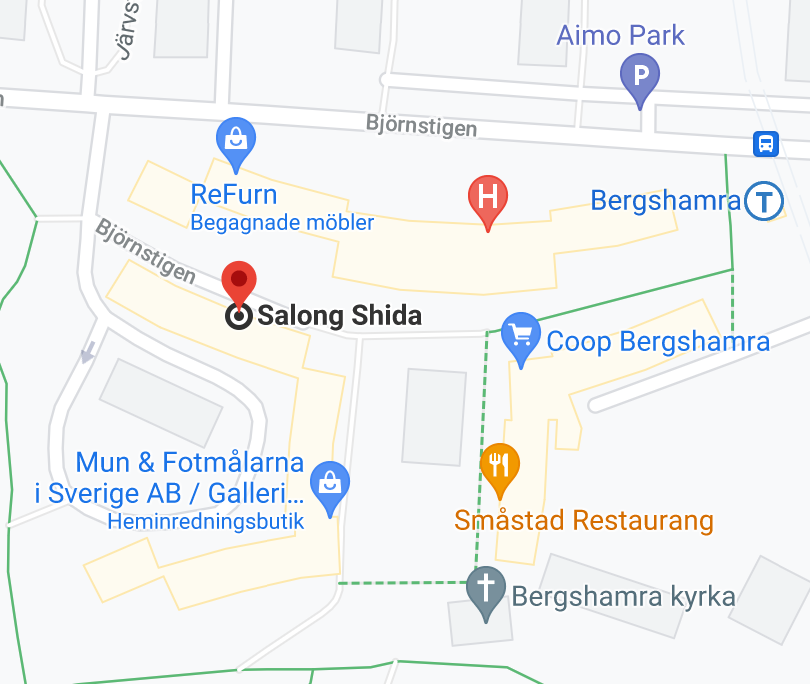 Järvs
Aimo Park
P
Björnstigen
ReFurn
Begagnade möbler
H
Bergshamra
T
Björnstigen
Salong Shida
Coop Bergshamra
Mun & Fotmålarna
i Sverige AB / Galleri...
Heminredningsbutik
Småstad Restaurang
Bergshamra kyrka